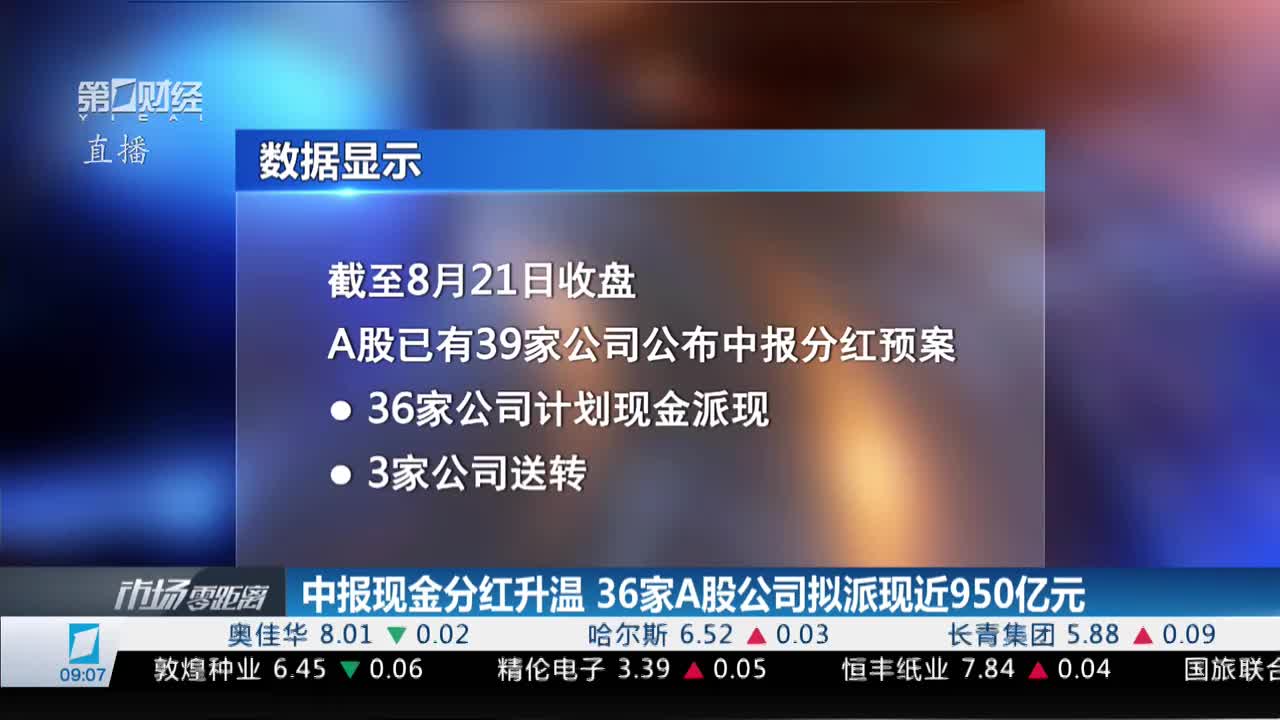 第一财经
YICAI
直播
数据显示
截至8月21日收盘
A股已有39家公司公布中报分红预案
● 36家公司计划现金派现
● 3家公司送转
市场零距离
中报现金分红升温 36家A股公司拟派现近950亿元
奥佳华 8.01 ▼ 0.02 哈尔斯 6.52 ▲ 0.03 长青集团 5.88 ▲ 0.09
09:07
敦煌种业 6.45 ▼ 0.06 精伦电子 3.39 ▲ 0.05 恒丰纸业 7.84 ▲ 0.04 国旅联合